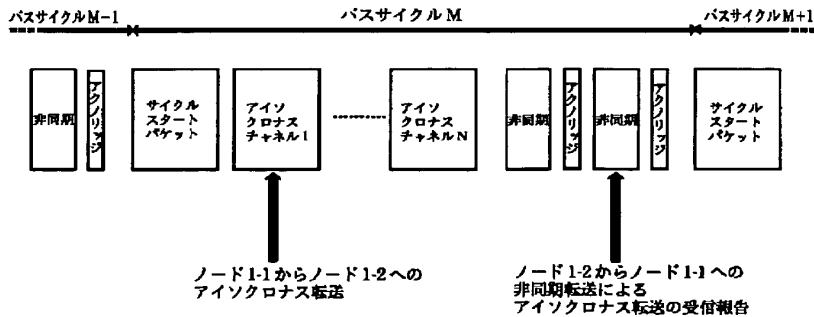 バスサイクルM-1
バスサイクルM
バスサイクルM+1
非同期
アクノリッジ
サイクル
スタート
パケット
アイソ
クロナス
チャネル1
アイソ
クロナス
チャネルN
非同期
アクノリッジ
非同期
アクノリッジ
サイクル
スタート
パケット
ノード1-1からノード1-2への
アイソクロナス転送
ノード1-2からノード1-1への
非同期転送による
アイソクロナス転送の受信報告